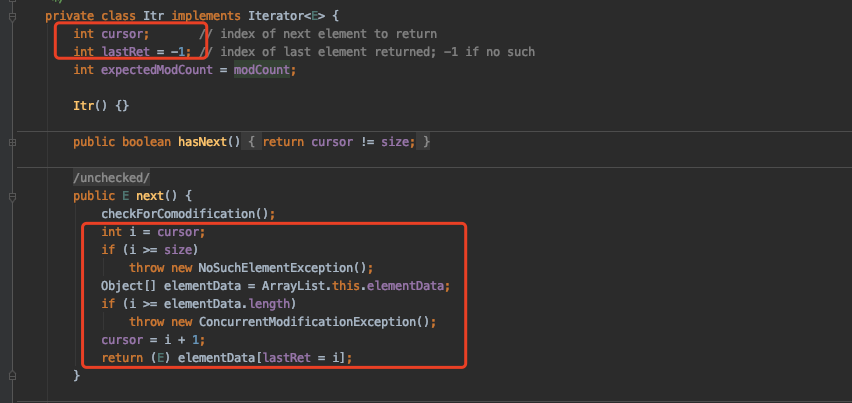 */
private class Itr implements Iterator<E> {
int cursor;       // index of next element to return
int lastRet = -1; // index of last element returned; -1 if no such
int expectedModCount = modCount;
Itr() {}
public boolean hasNext() { return cursor != size; }
/unchecked/
public E next() {
checkForComodification();
int i = cursor;
if (i >= size)
throw new NoSuchElementException();
Object[] elementData = ArrayList.this.elementData;
if (i >= elementData.length)
throw new ConcurrentModificationException();
cursor = i + 1;
return (E) elementData[lastRet = i];
}